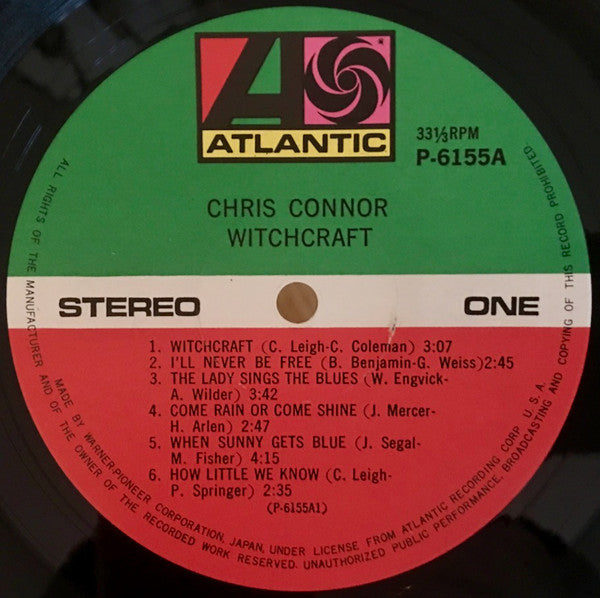 ATLANTIC
33⅓RPM
P-6155A
CHRIS CONNOR
WITCHCRAFT
STEREO
ONE
1. WITCHCRAFT (C. Leigh-C. Coleman) 3:07
2. I'LL NEVER BE FREE (B. Benjamin-G. Weiss)2:45
3. THE LADY SINGS THE BLUES (W. Engvick-
A. Wilder) 3:42
4. COME RAIN OR COME SHINE (J. Mercer-
H. Arlen) 2:47
5. WHEN SUNNY GETS BLUE (J. Segal-
M. Fisher) 4:15
6. HOW LITTLE WE KNOW (C. Leigh-
P. Springer) 2:35
(P-6155A1)
MADE BY WARNER-PIONEER CORPORATION, JAPAN, UNDER LICENSE FROM ATLANTIC RECORDING CORP. U.S.A.
ALL RIGHTS OF THE MANUFACTURER AND OF THE OWNER OF THE RECORDED WORK RESERVED. UNAUTHORIZED PUBLIC PERFORMANCE, BROADCASTING AND COPYING OF THIS RECORD PROHIBITED.